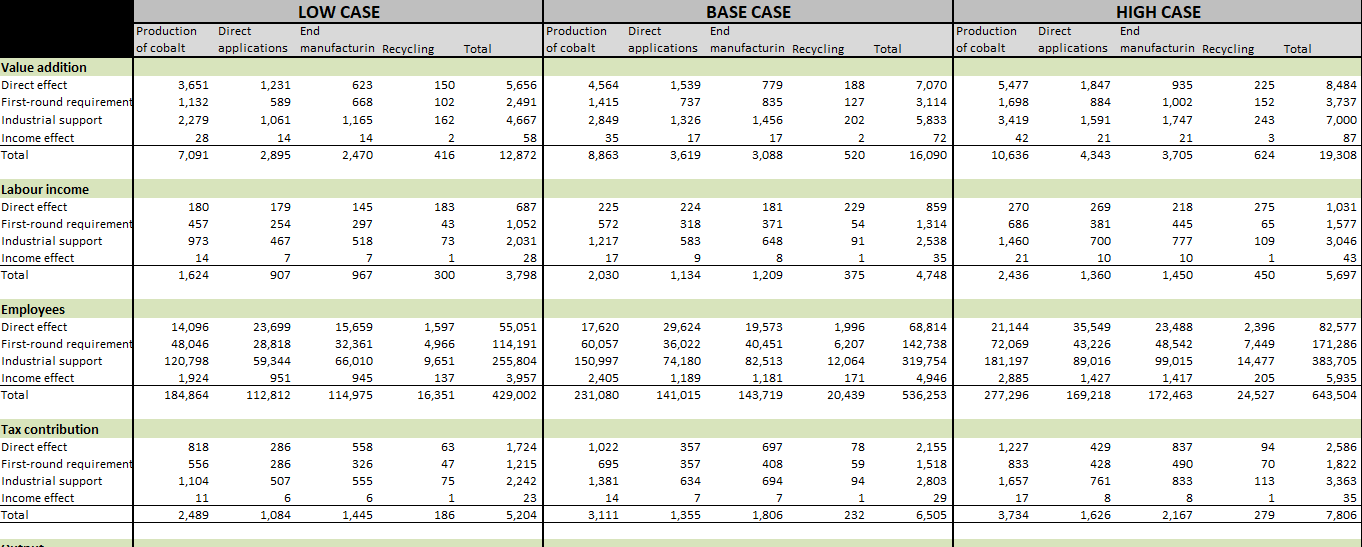 LOW CASE BASE CASE HIGH CASE
Production Direct End Production Direct End Production Direct End
of cobalt applications manufacturin Recycling Total of cobalt applications manufacturin Recycling Total of cobalt applications manufacturin Recycling Total
Value addition
Direct effect 3,651 1,231 623 150 5,656 4,564 1,539 779 188 7,070 5,477 1,847 935 225 8,484
First-round requirement 1,132 589 668 102 2,491 1,415 737 835 127 3,114 1,698 884 1,002 152 3,737
Industrial support 2,279 1,061 1,165 162 4,667 2,849 1,326 1,456 202 5,833 3,419 1,591 1,747 243 7,000
Income effect 28 14 14 2 58 35 17 17 2 72 42 21 21 3 87
Total 7,091 2,895 2,470 416 12,872 8,863 3,619 3,088 520 16,090 10,636 4,343 3,705 624 19,308
Labour income
Direct effect 180 179 145 183 687 225 224 181 229 859 270 269 218 275 1,031
First-round requirement 457 254 297 43 1,052 572 318 371 54 1,314 686 381 445 65 1,577
Industrial support 973 467 518 73 2,031 1,217 583 648 91 2,538 1,460 700 777 109 3,046
Income effect 14 7 7 1 28 17 9 8 1 35 21 10 10 1 43
Total 1,624 907 967 300 3,798 2,030 1,134 1,209 375 4,748 2,436 1,360 1,450 450 5,697
Employees
Direct effect 14,096 23,699 15,659 1,597 55,051 17,620 29,624 19,573 1,996 68,814 21,144 35,549 23,488 2,396 82,577
First-round requirement 48,046 28,818 32,361 4,966 114,191 60,057 36,022 40,451 6,207 142,738 72,069 43,226 48,542 7,449 171,286
Industrial support 120,798 59,344 66,010 9,651 255,804 150,997 74,180 82,513 12,064 319,754 181,197 89,016 99,015 14,477 383,705
Income effect 1,924 951 945 137 3,957 2,405 1,189 1,181 171 4,946 2,885 1,427 1,417 205 5,935
Total 184,864 112,812 114,975 16,351 429,002 231,080 141,015 143,719 20,439 536,253 277,296 169,218 172,463 24,527 643,504
Tax contribution
Direct effect 818 286 558 63 1,724 1,022 357 697 78 2,155 1,227 429 837 94 2,586
First-round requirement 556 286 326 47 1,215 695 357 408 59 1,518 833 428 490 70 1,822
Industrial support 1,104 507 555 75 2,242 1,381 634 694 94 2,803 1,657 761 833 113 3,363
Income effect 11 6 6 1 23 14 7 7 1 29 17 8 8 1 35
Total 2,489 1,084 1,445 186 5,204 3,111 1,355 1,806 232 6,505 3,734 1,626 2,167 279 7,806